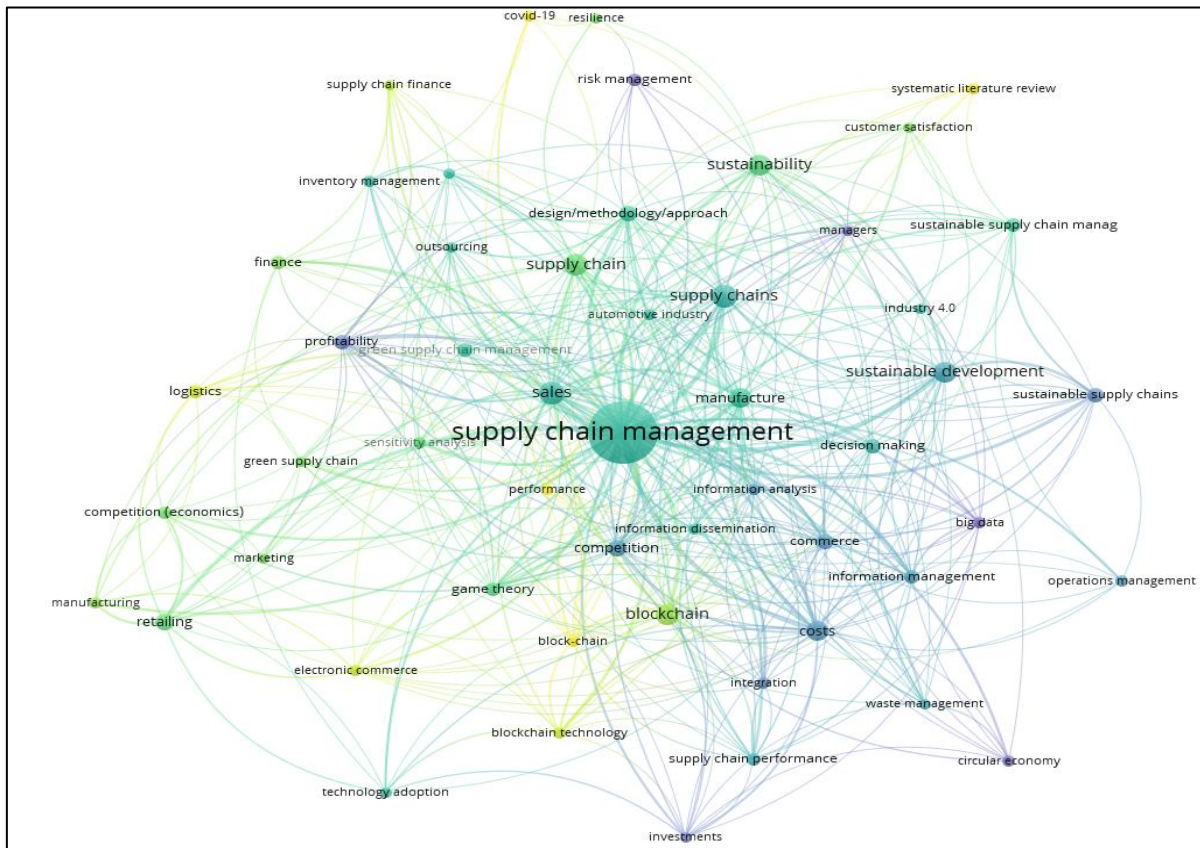 covid-19
resilience
risk management
supply chain finance
systematic literature review
customer satisfaction
sustainability
inventory management
design/methodology/approach
managers
sustainable supply chain manag
outsourcing
finance
supply chain
supply chains
automotive industry
industry 4.0
profitability
green supply chain management
sustainable development
logistics
sales
manufacture
sustainable supply chains
supply chain management
sensitivity analysis
decision making
green supply chain
performance
information analysis
competition (economics)
information dissemination
big data
competition
commerce
marketing
game theory
information management
operations management
manufacturing
retailing
blockchain
costs
block-chain
electronic commerce
integration
waste management
blockchain technology
supply chain performance
circular economy
technology adoption
investments